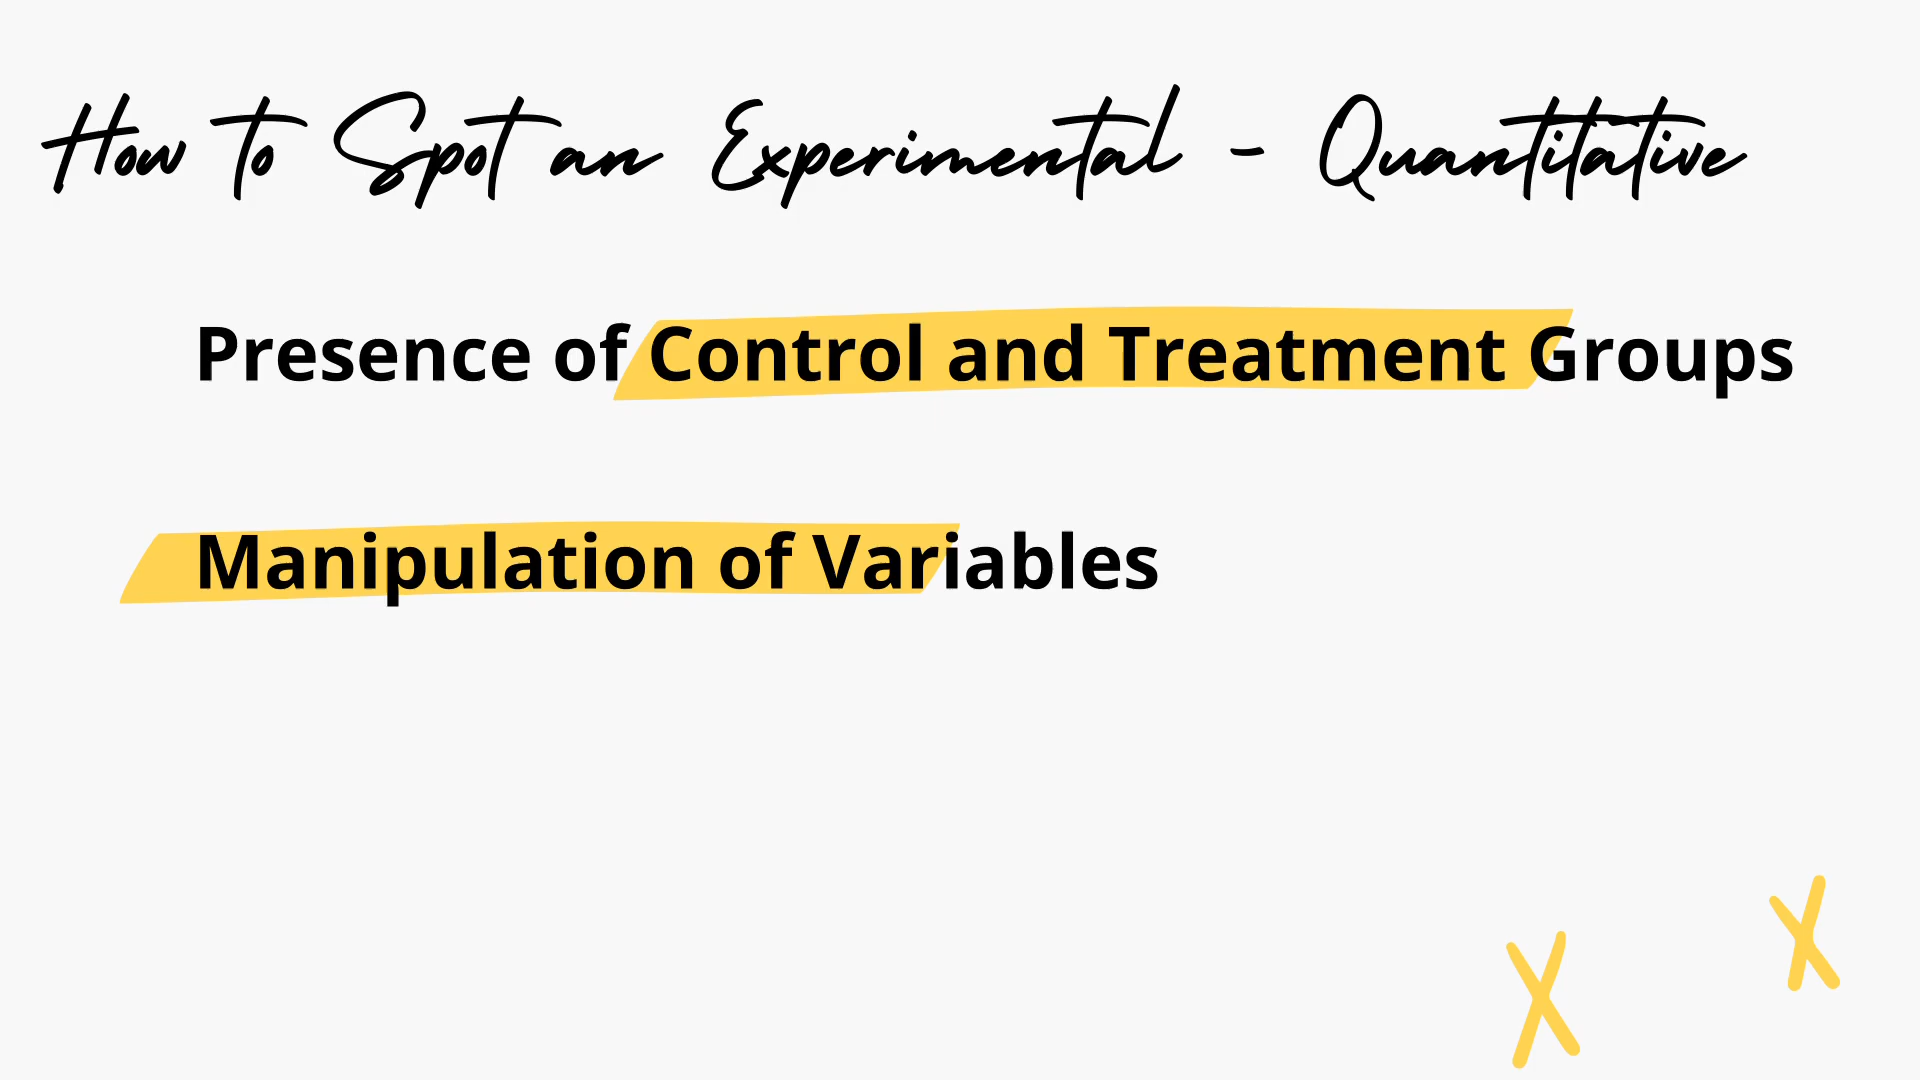 How to Spot an Experimental - Quantitative
Presence of Control and Treatment Groups
Manipulation of Variables